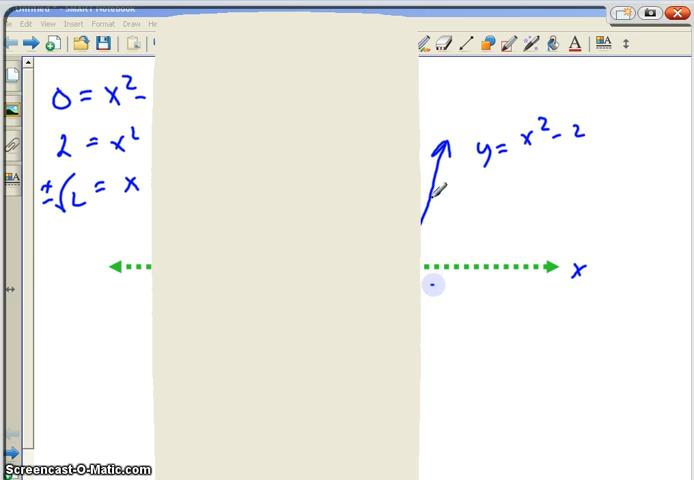 Untitled * - SMART Notebook
File Edit View Insert Format Draw
0 = x² -
2 = x²
±√2 = x
y = x² - 2
x
Screencast-O-Matic.com